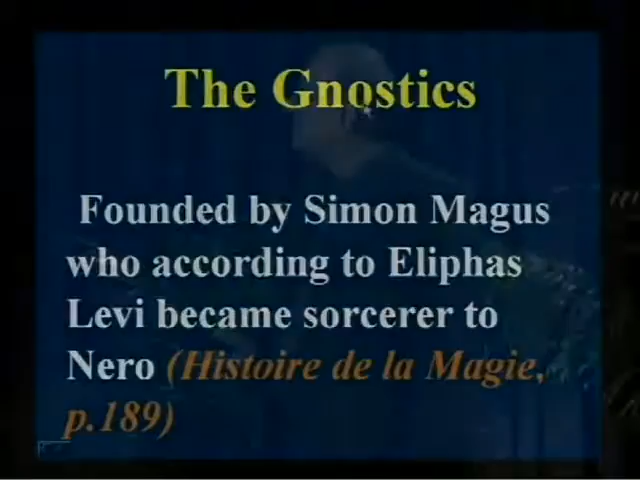 The Gnostics
Founded by Simon Magus
who according to Eliphas
Levi became sorcerer to
Nero (Histoire de la Magie,
p.189)